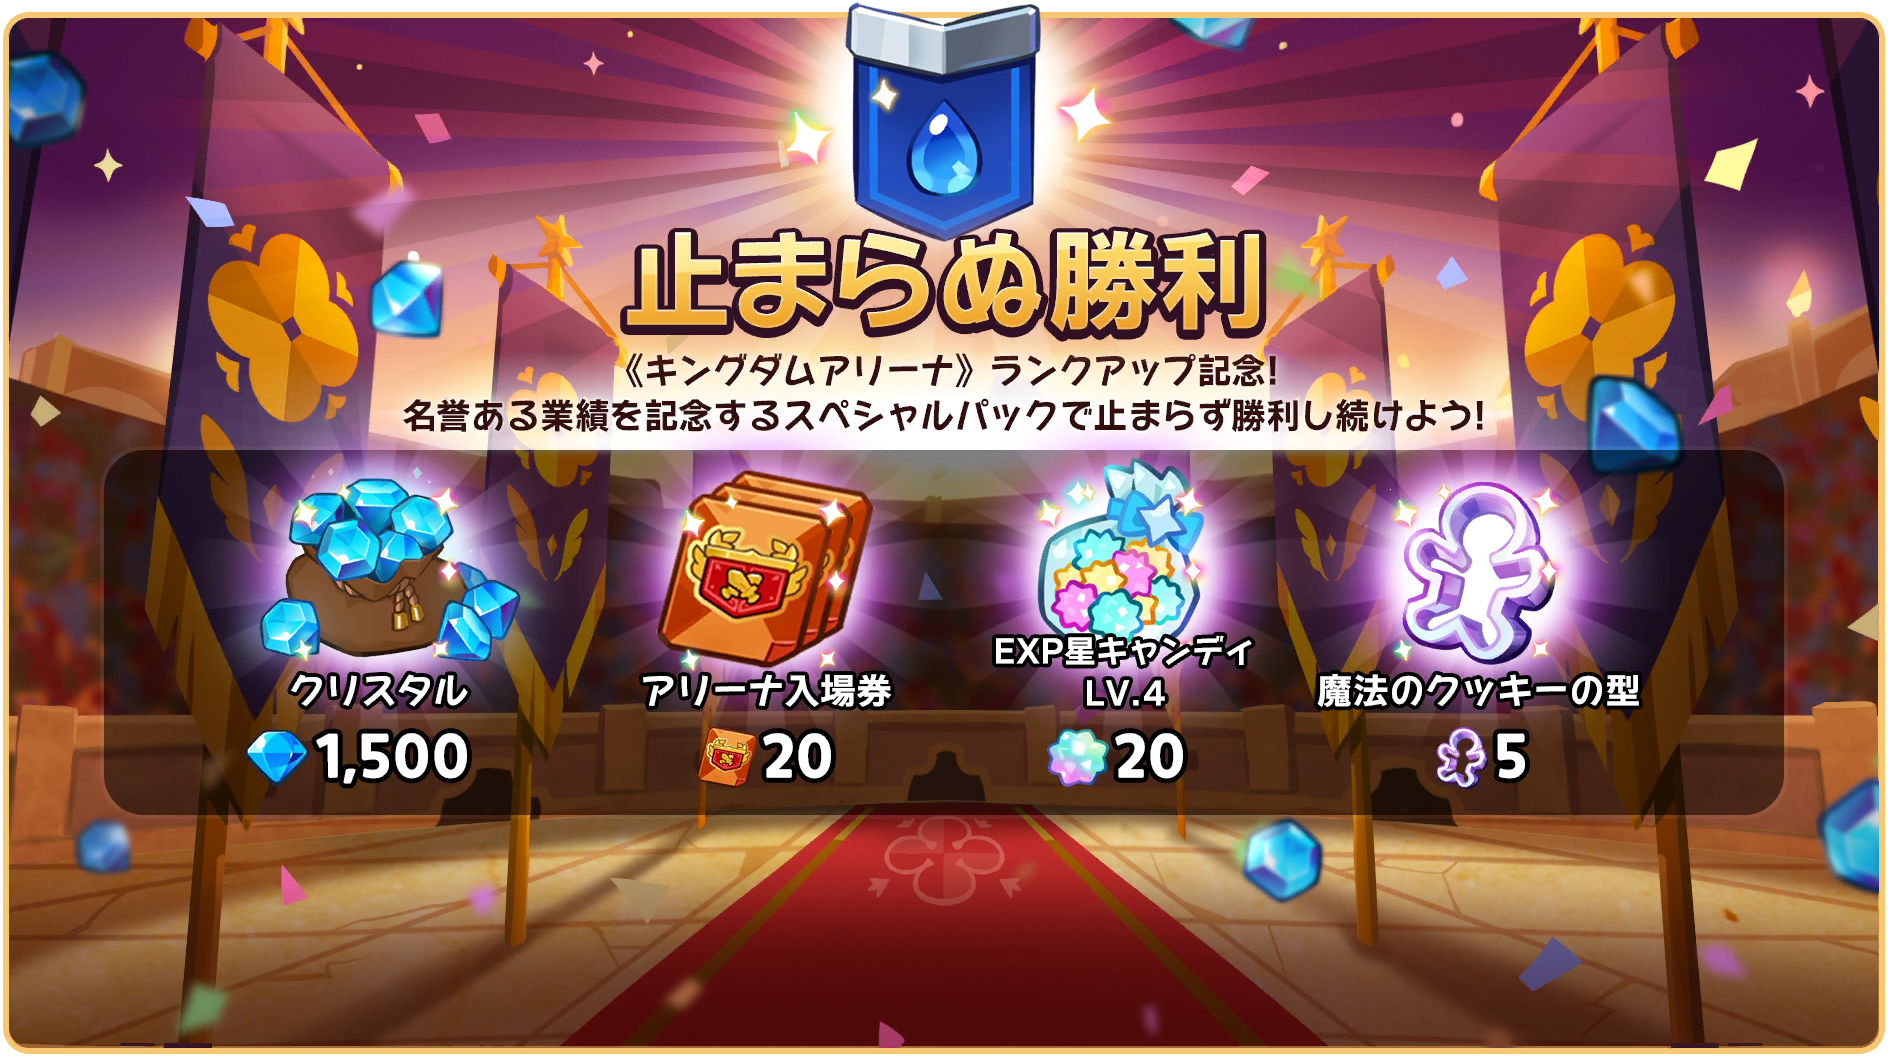 止まらぬ勝利
《キングダムアリーナ》ランクアップ記念!
名誉ある業績を記念するスペシャルパックで止まらず勝利し続けよう!
クリスタル
1,500
アリーナ入場券
20
EXP星キャンディ
LV.4
20
魔法のクッキーの型
5